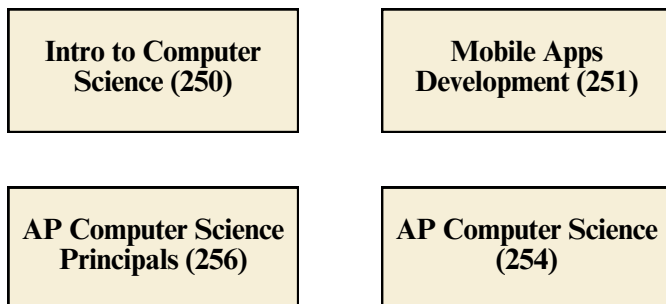 Intro to Computer
Science (250)
Mobile Apps
Development (251)
AP Computer Science
Principals (256)
AP Computer Science
(254)